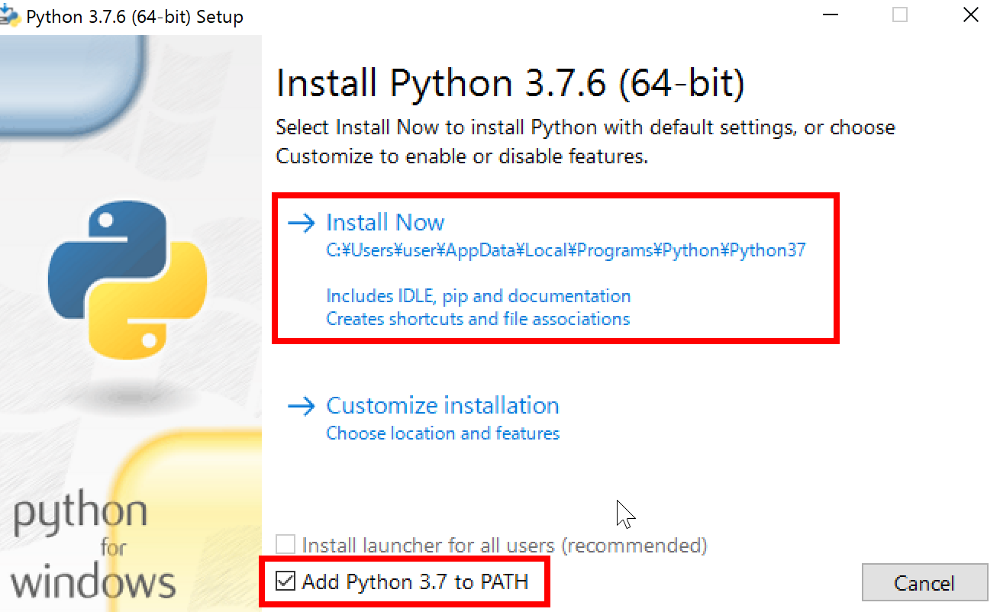 Python 3.7.6 (64-bit) Setup
Install Python 3.7.6 (64-bit)
Select Install Now to install Python with default settings, or choose
Customize to enable or disable features.
Install Now
C:¥Users¥user¥AppData¥Local¥Programs¥Python¥Python37
Includes IDLE, pip and documentation
Creates shortcuts and file associations
Customize installation
Choose location and features
python
for
windows
Install launcher for all users (recommended)
Add Python 3.7 to PATH
Cancel